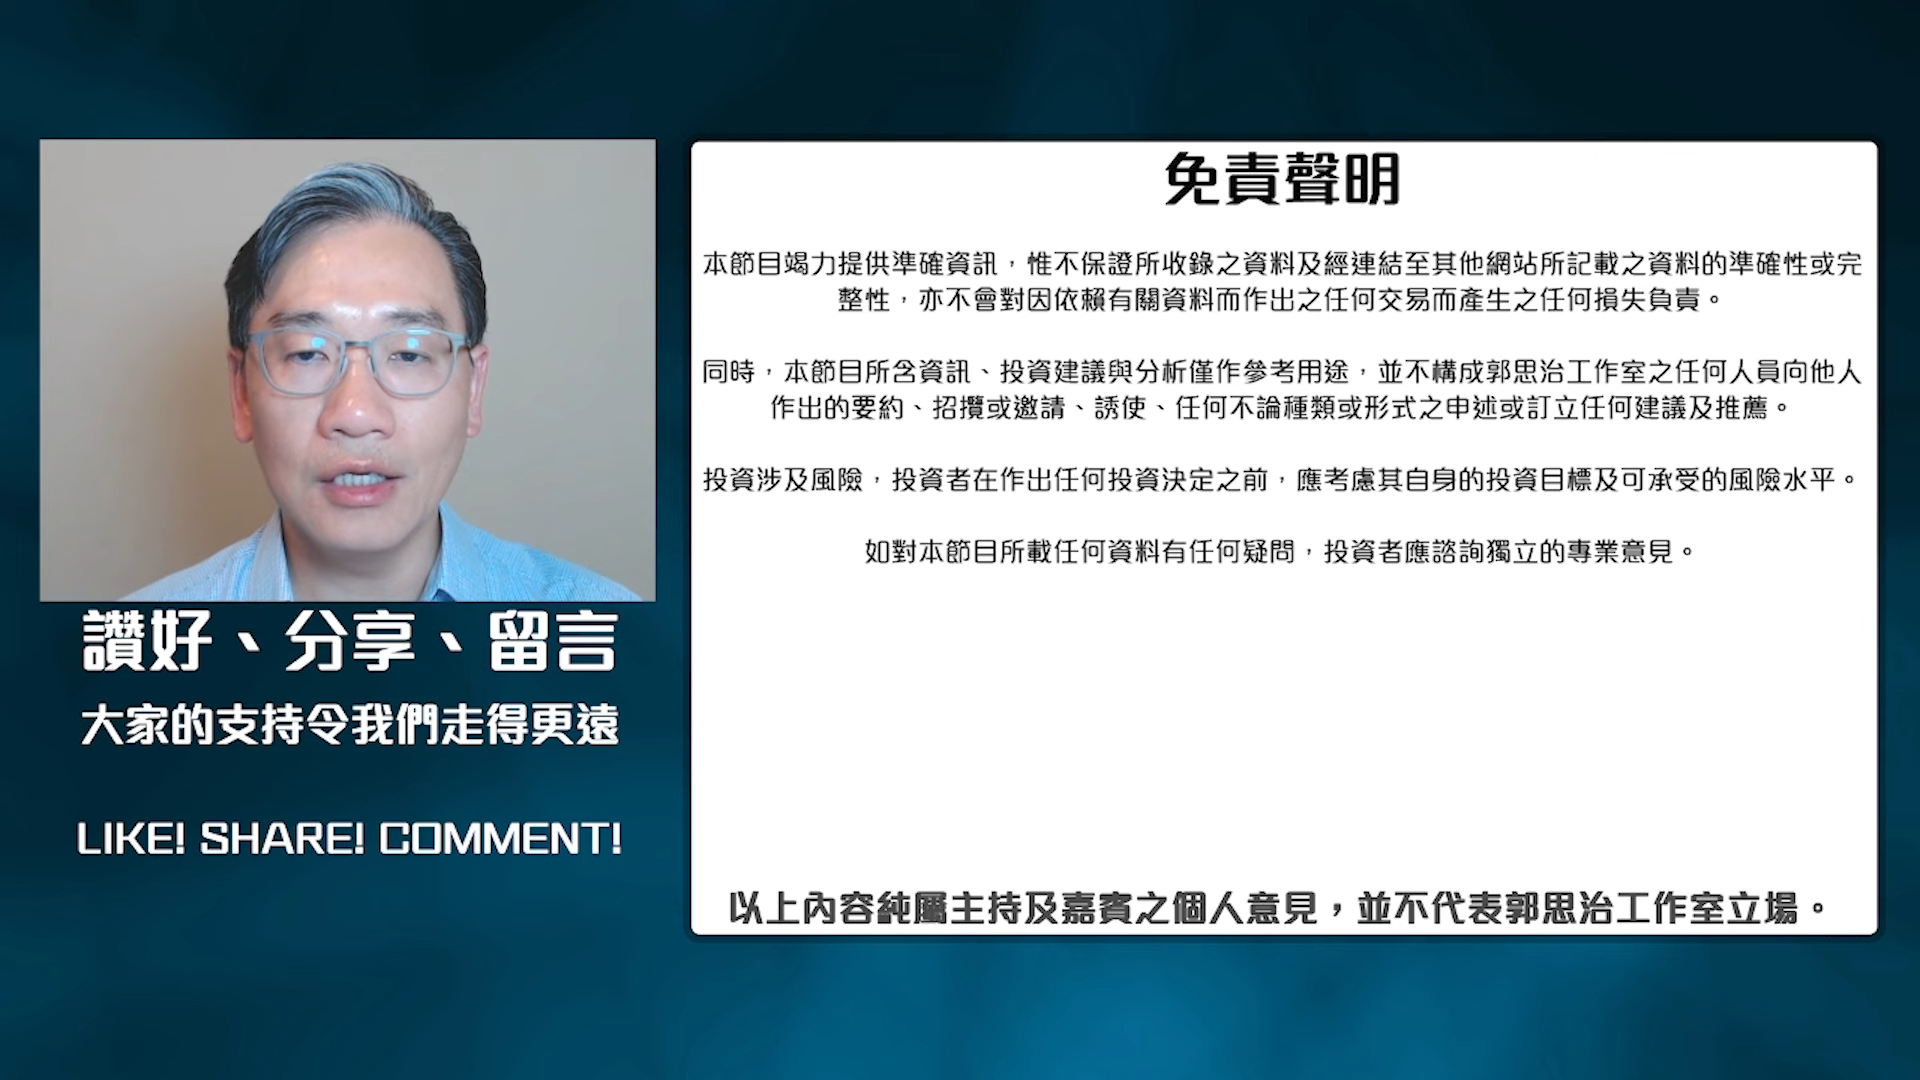 讚好、分享、留言
大家的支持令我們走得更遠
LIKE! SHARE! COMMENT!
免責聲明
本節目竭力提供準確資訊，惟不保證所收錄之資料及經連結至其他網站所記載之資料的準確性或完
整性，亦不會對因依賴有關資料而作出之任何交易而產生之任何損失負責。
同時，本節目所含資訊、投資建議與分析僅作參考用途，並不構成郭思治工作室之任何人員向他人
作出的要約、招攬或邀請、誘使、任何不論種類或形式之申述或訂立任何建議及推薦。
投資涉及風險，投資者在作出任何投資決定之前，應考慮其自身的投資目標及可承受的風險水平。
如對本節目所載任何資料有任何疑問，投資者應諮詢獨立的專業意見。
以上內容純屬主持及嘉賓之個人意見，並不代表郭思治工作室立場。